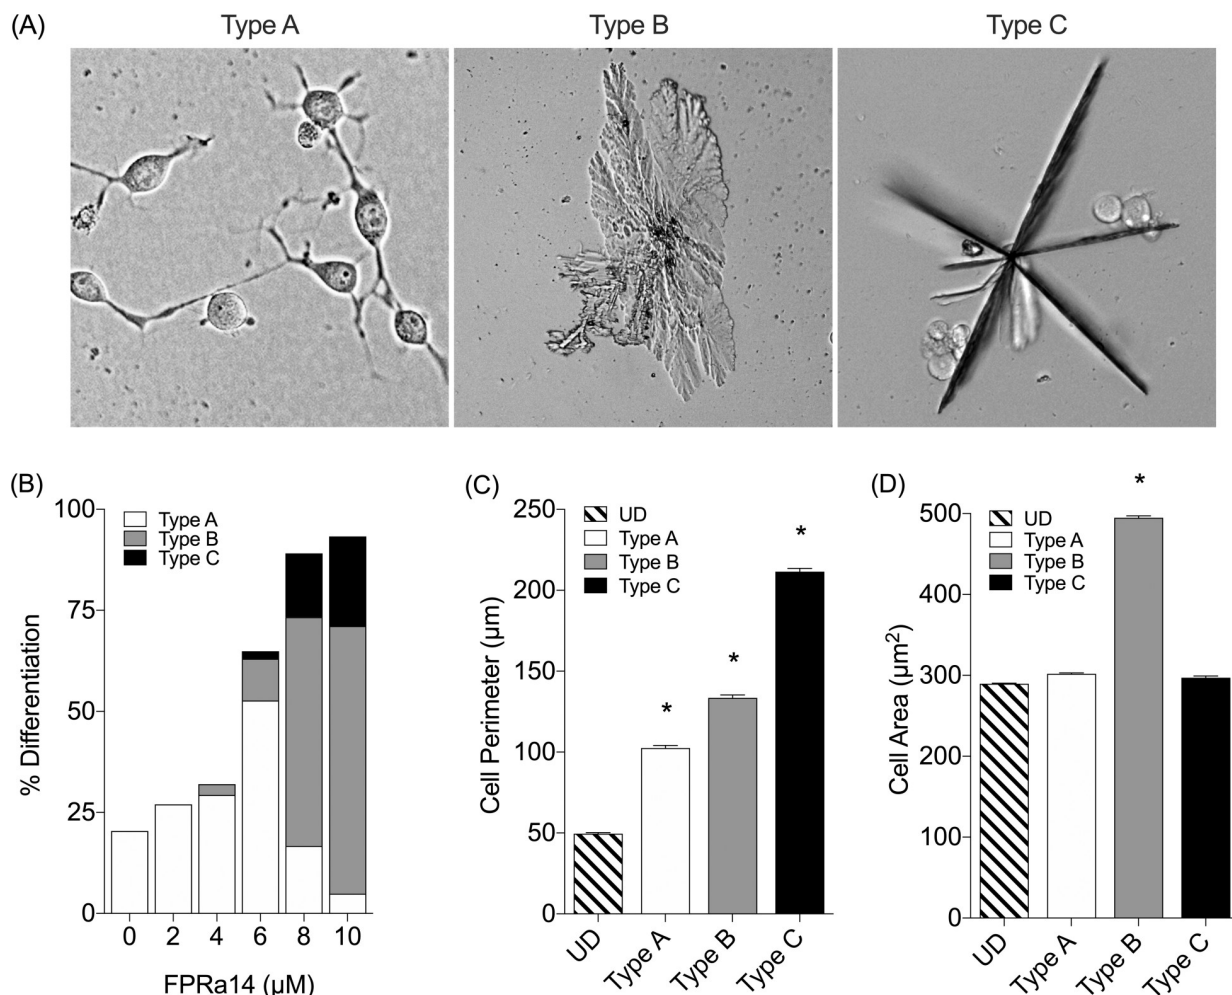 (A)
Type A
Type B
Type C
(B)
100
75
50
25
0
% Differentiation
Type A
Type B
Type C
0 2 4 6 8 10
FPRa14 (µM)
(C)
250
200
150
100
50
0
Cell Perimeter (µm)
UD
Type A
Type B
Type C
*
*
*
UD Type A Type B Type C
(D)
500
400
300
200
100
0
Cell Area (µm²)
UD
Type A
Type B
Type C
*
UD Type A Type B Type C